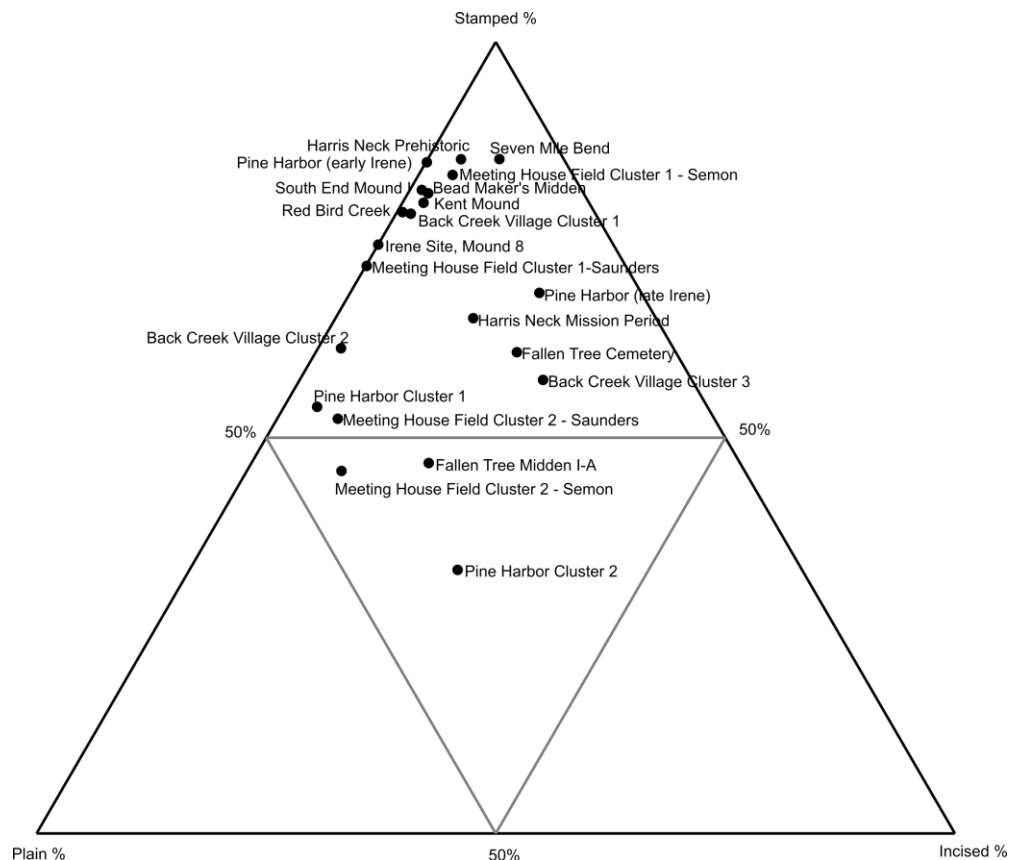 Stamped %
Harris Neck Prehistoric
Seven Mile Bend
Pine Harbor (early Irene)
Meeting House Field Cluster 1 - Semon
South End Mound I
Bead Maker's Midden
Kent Mound
Red Bird Creek
Back Creek Village Cluster 1
Irene Site, Mound 8
Meeting House Field Cluster 1-Saunders
Pine Harbor (late Irene)
Harris Neck Mission Period
Back Creek Village Cluster 2
Fallen Tree Cemetery
Back Creek Village Cluster 3
Pine Harbor Cluster 1
Meeting House Field Cluster 2 - Saunders
50%
50%
Fallen Tree Midden I-A
Meeting House Field Cluster 2 - Semon
Pine Harbor Cluster 2
Plain %
50%
Incised %